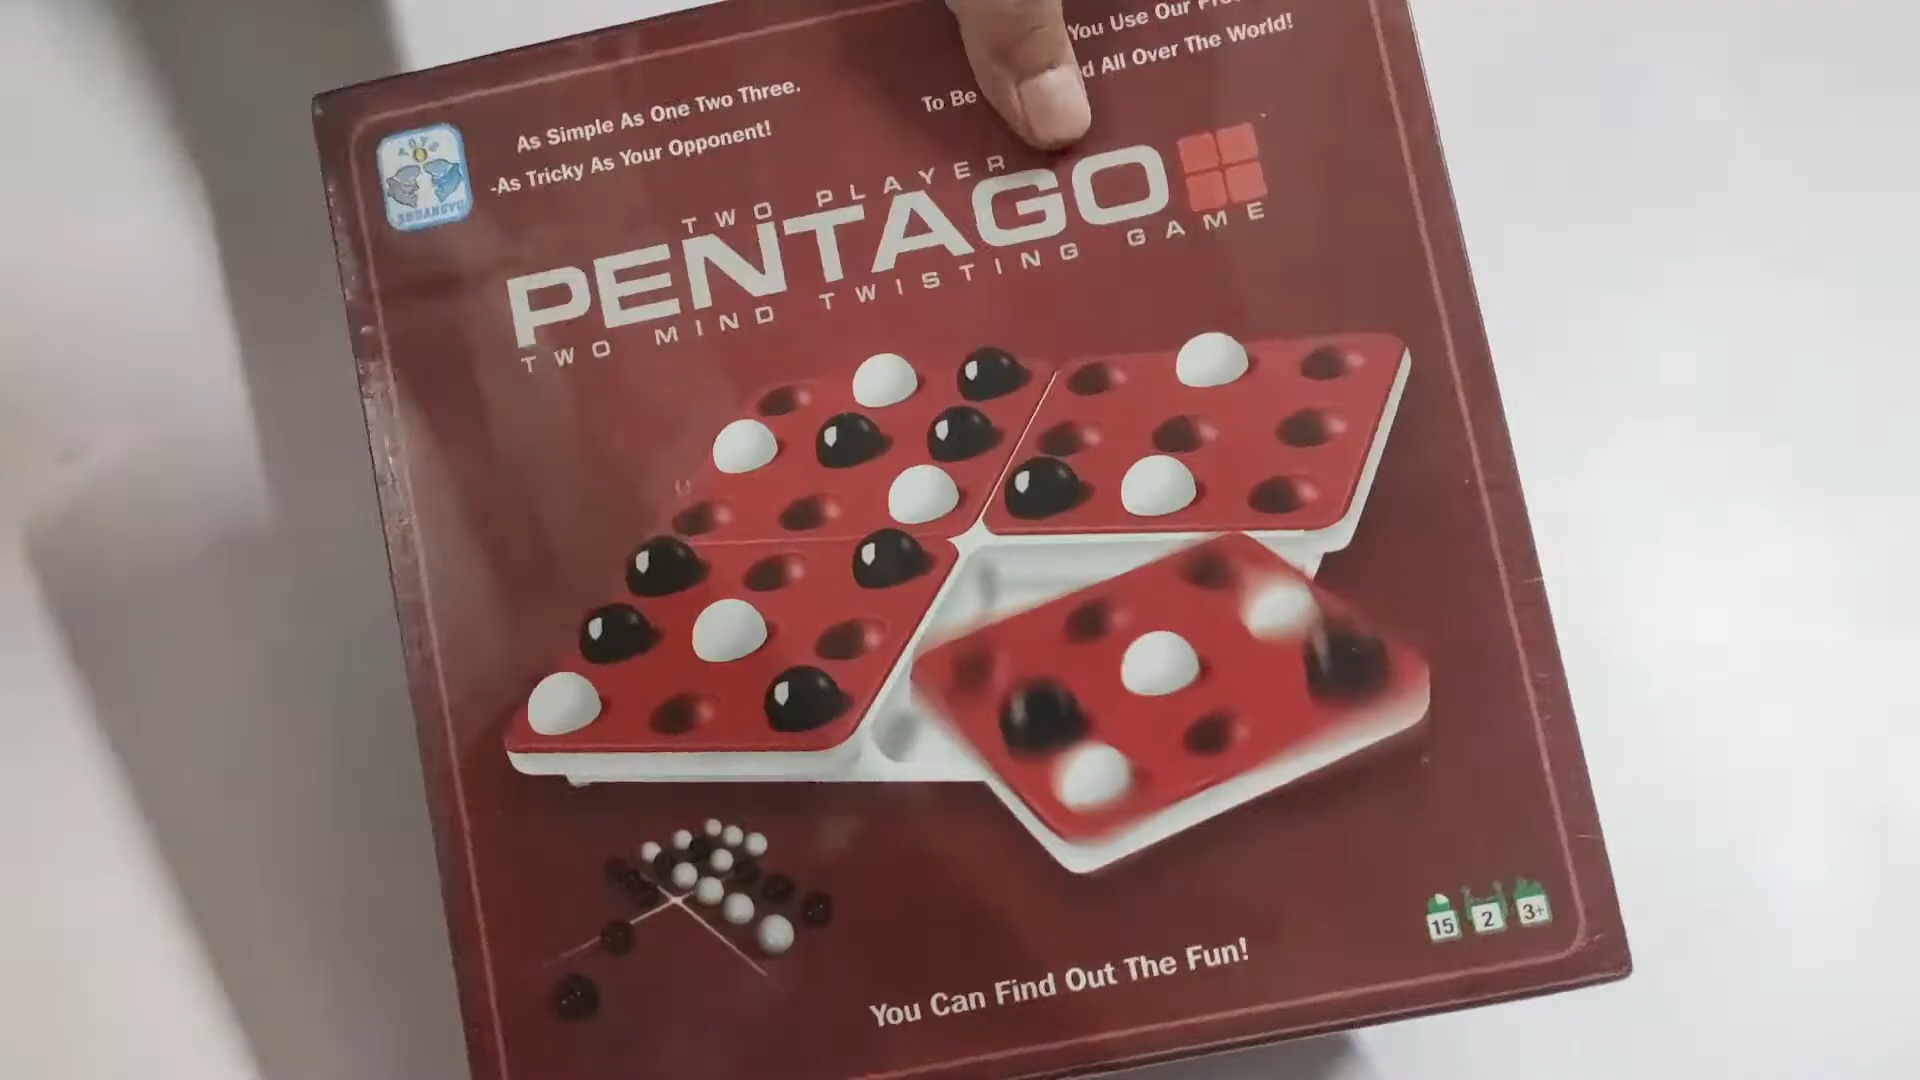 As Simple As One Two Three.
-As Tricky As Your Opponent!
You Use Our
To Be
All Over The World!
SHUANGYU
TWO PLAYER
PENTAGO
TWO MIND TWISTING GAME
15 2 3+
You Can Find Out The Fun!